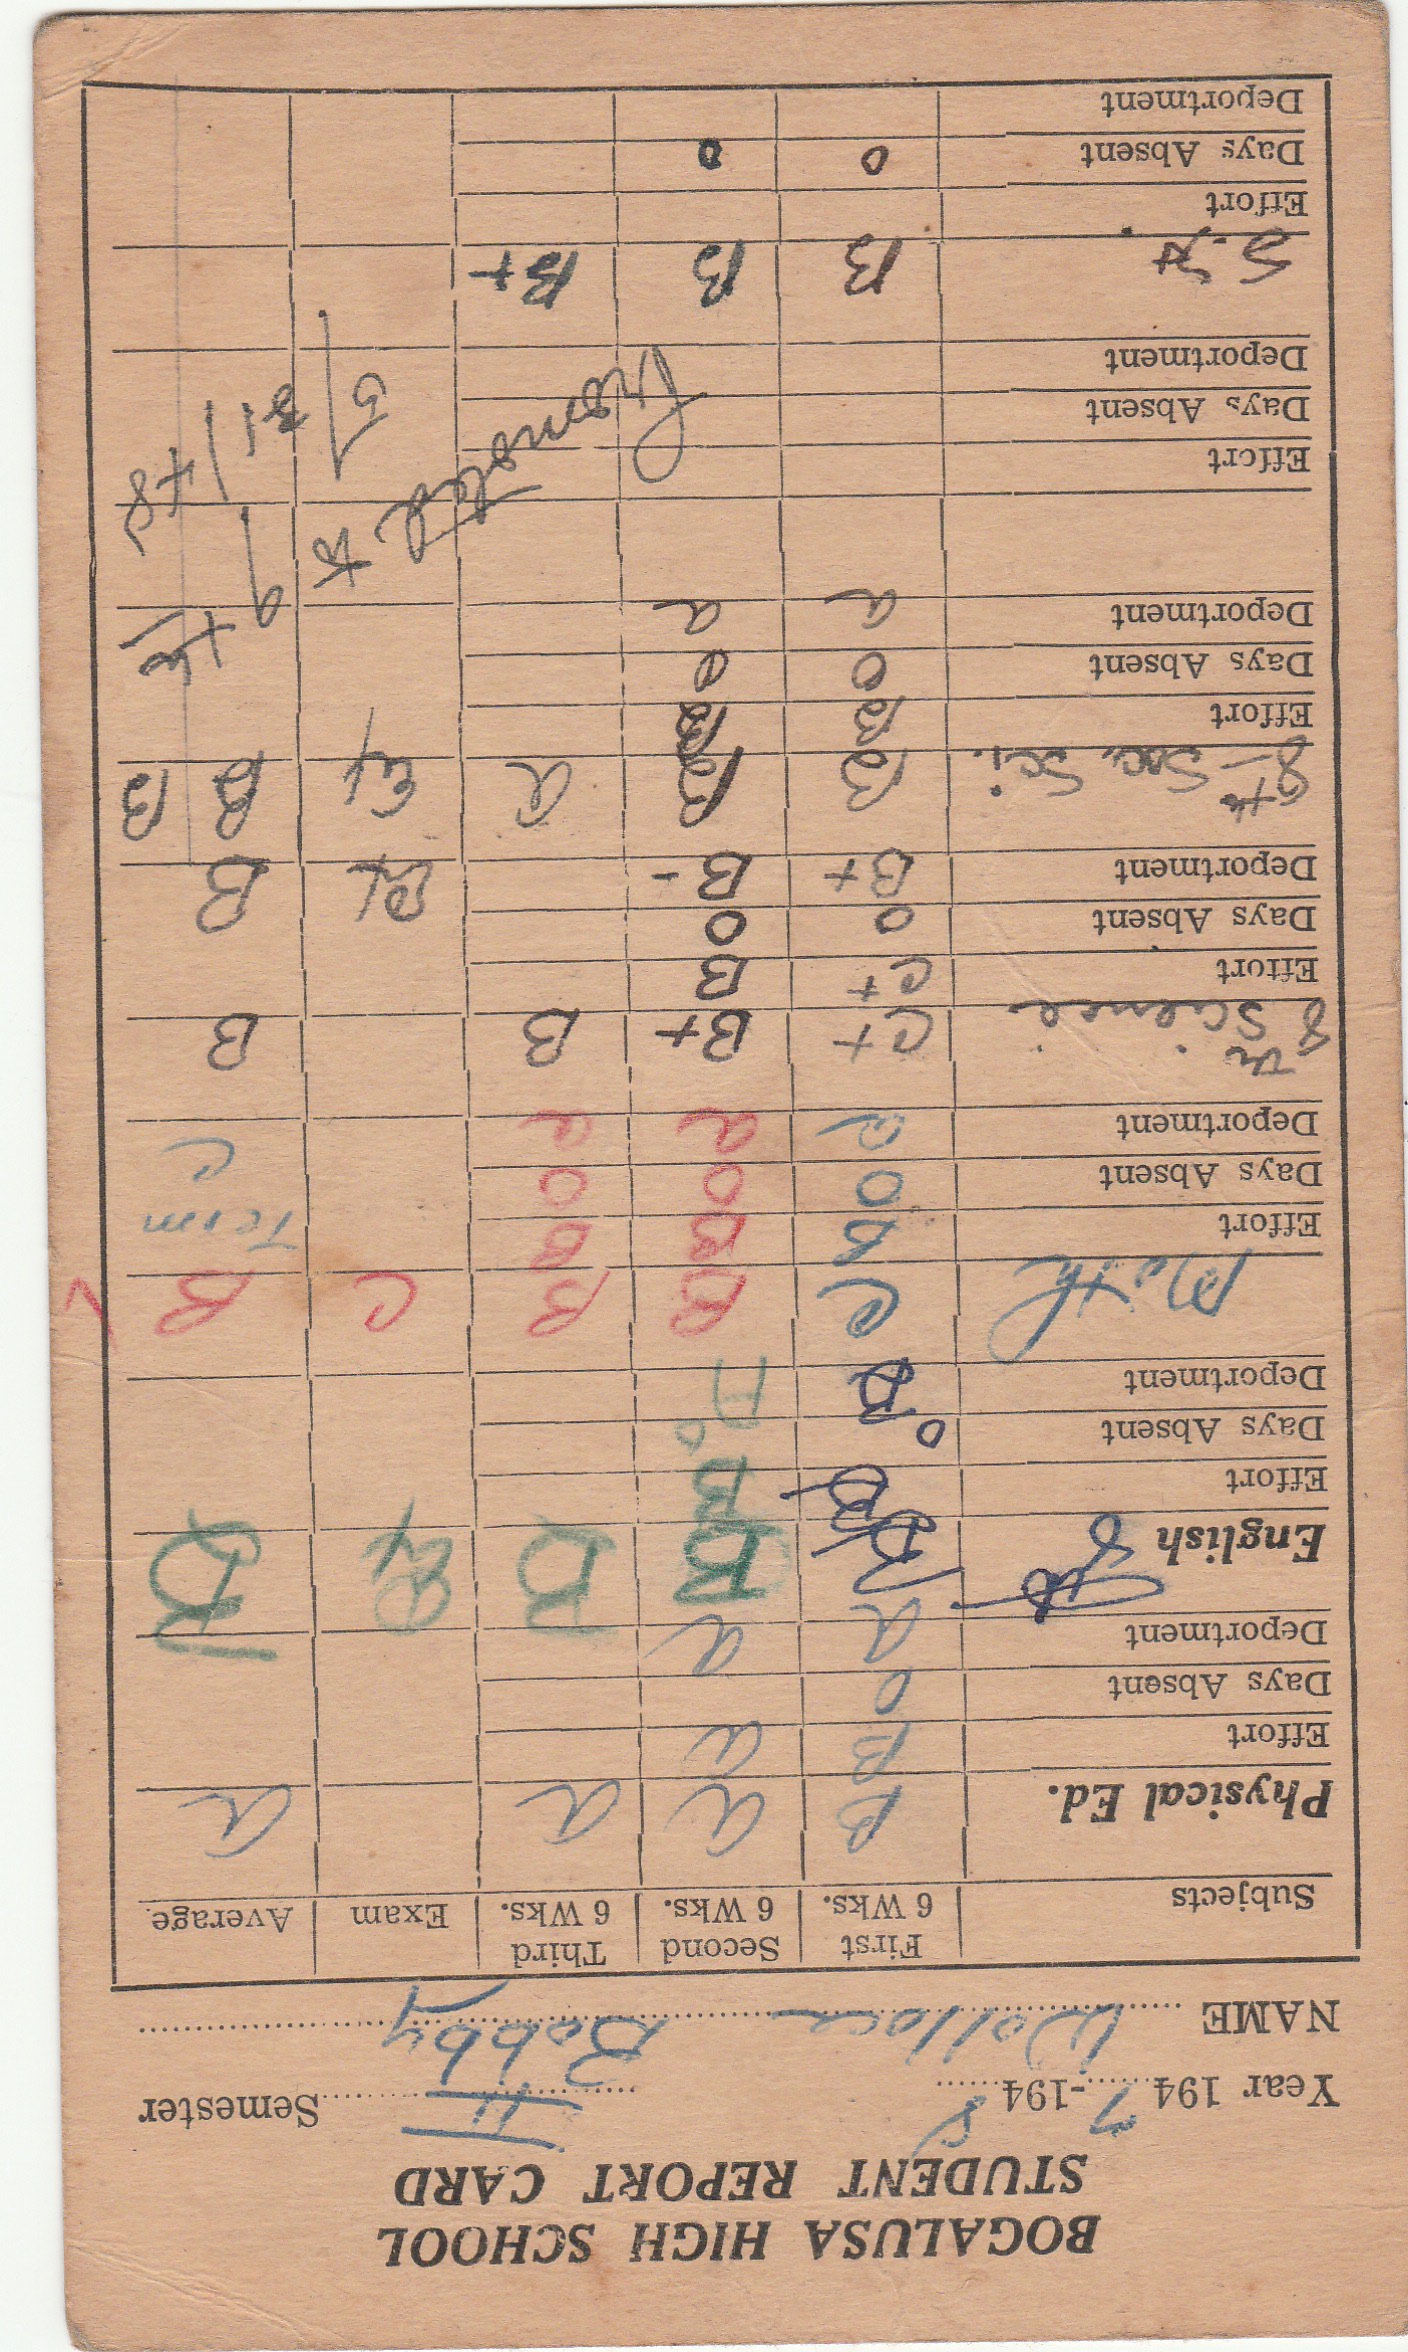 BOGALUSA HIGH SCHOOL
STUDENT REPORT CARD
Year 1947-1948 II Semester
NAME Wallace Bobby
Subjects First 6 Wks. Second 6 Wks. Third 6 Wks. Exam Average
Physical Ed. B A A A
Effort B A
Days Absent 0
Deportment A A
English 8th B B B Ex B
Effort B B
Days Absent 0 0
Deportment B A
Math C B B C B
Effort B B B Term
Days Absent 0 0 0 C
Deportment a a a
8th Science C+ B+ B B
Effort C+ B
Days Absent 0 0
Deportment B+ B- Ex B
8th Soc. Sci. B B a Ex B B
Effort B B
Days Absent 0 0
Deportment a a
Promoted to 9th
5/31/48
Effort
Days Absent
Deportment
S.H. B B B+
Effort
Days Absent 0 0
Deportment